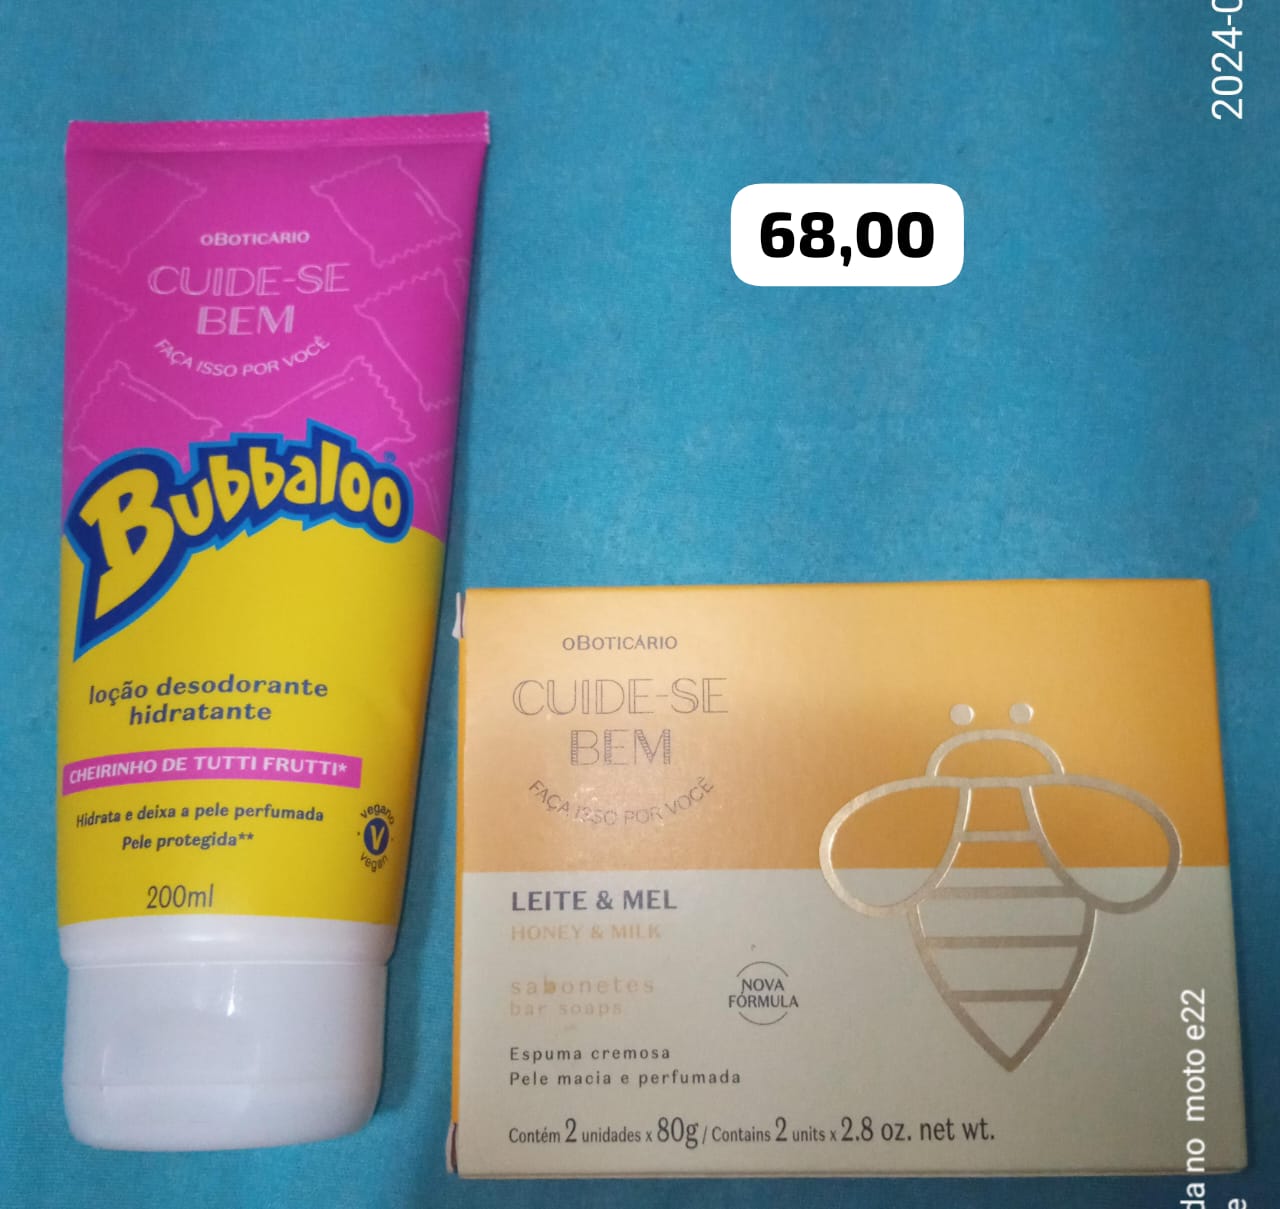 oBOTICÁRIO
CUIDE-SE
BEM
FAÇA ISSO POR VOCÊ
Bubbaloo®
loção desodorante
hidratante
CHEIRINHO DE TUTTI FRUTTI*
Hidrata e deixa a pele perfumada
Pele protegida**
vegano
V
vegan
200ml
68,00
oBOTICÁRIO
CUIDE-SE
BEM
FAÇA ISSO POR VOCÊ
LEITE & MEL
HONEY & MILK
sabonetes
bar soaps
NOVA
FÓRMULA
Espuma cremosa
Pele macia e perfumada
Contém 2 unidades x 80g / Contains 2 units x 2.8 oz. net wt.
2024-0
da no moto e22